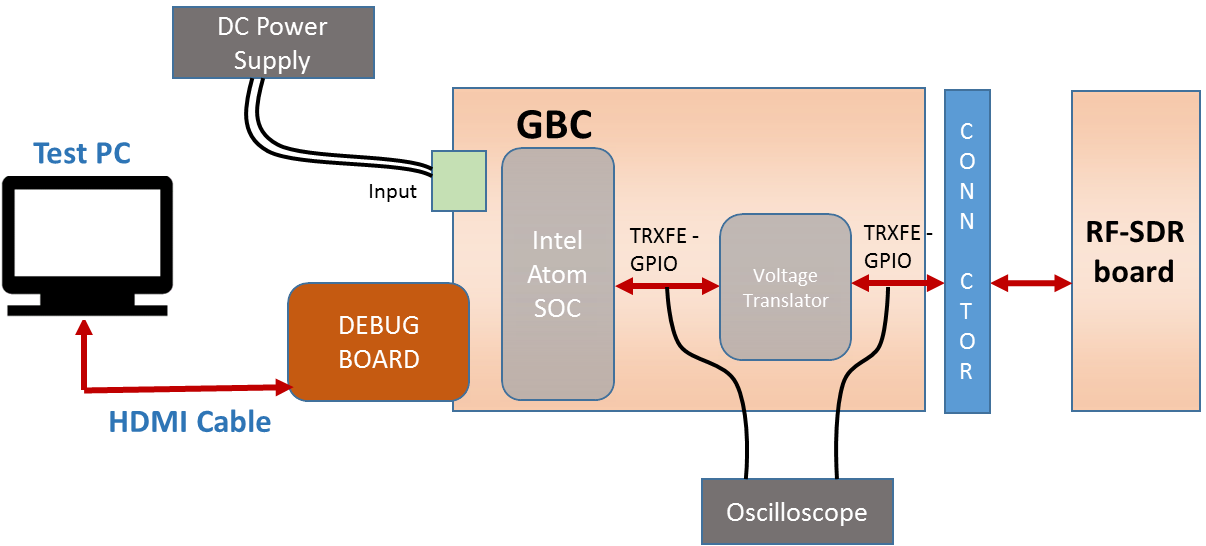 DC Power
Supply
Test PC
GBC
Input
Intel
Atom
SOC
TRXFE -
GPIO
Voltage
Translator
TRXFE -
GPIO
C
O
N
N
C
T
O
R
RF-SDR
board
DEBUG
BOARD
HDMI Cable
Oscilloscope